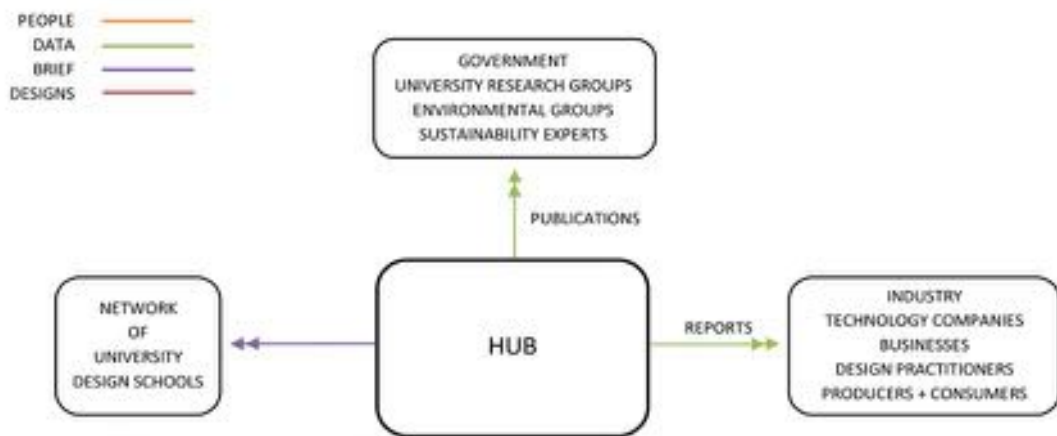 PEOPLE
DATA
BRIEF
DESIGNS
GOVERNMENT
UNIVERSITY RESEARCH GROUPS
ENVIRONMENTAL GROUPS
SUSTAINABILITY EXPERTS
PUBLICATIONS
NETWORK
OF
UNIVERSITY
DESIGN SCHOOLS
HUB
REPORTS
INDUSTRY
TECHNOLOGY COMPANIES
BUSINESSES
DESIGN PRACTITIONERS
PRODUCERS + CONSUMERS